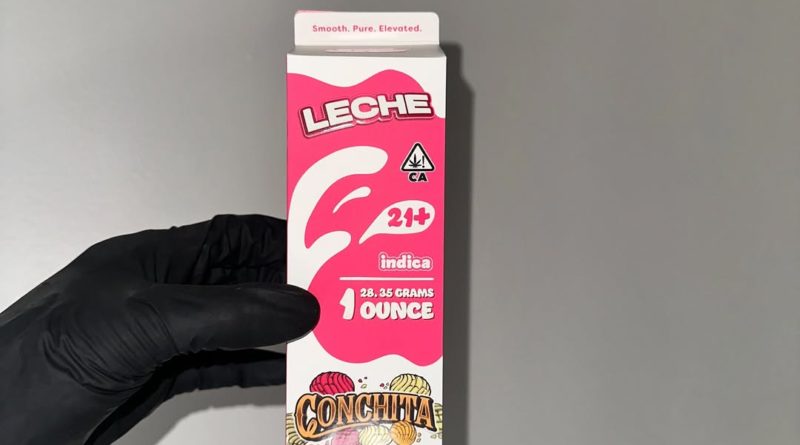 Smooth. Pure. Elevated.
LECHE
CA
21+
indica
28.35 GRAMS
1 OUNCE
CONCHITA